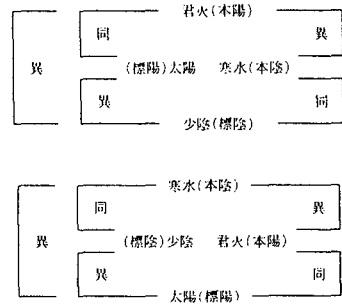 君火(本陽)
同 異
異 (標陽)太陽 寒水(本陰)
異 同
少陰(標陰)
寒水(本陰)
同 異
異 (標陰)少陰 君火(本陽)
異 同
太陽(標陽)